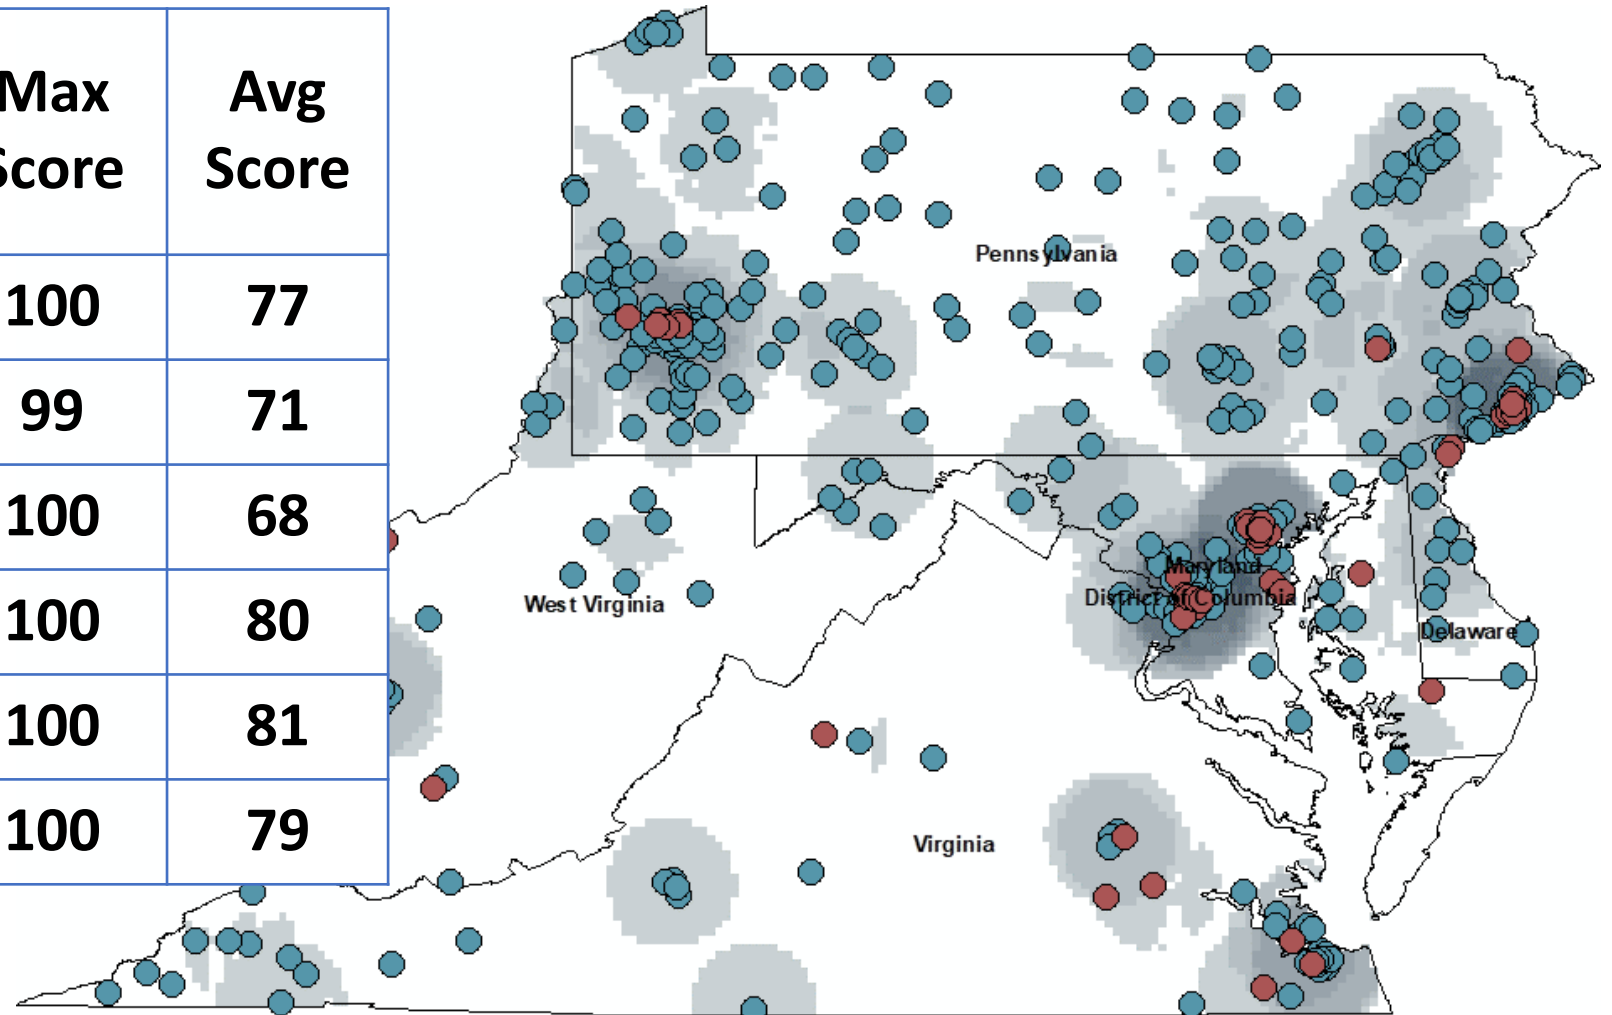 Max Avg
Score Score
100 77
99 71
100 68
100 80
100 81
100 79
Pennsylvania
West Virginia
Maryland
District of Columbia
Delaware
Virginia